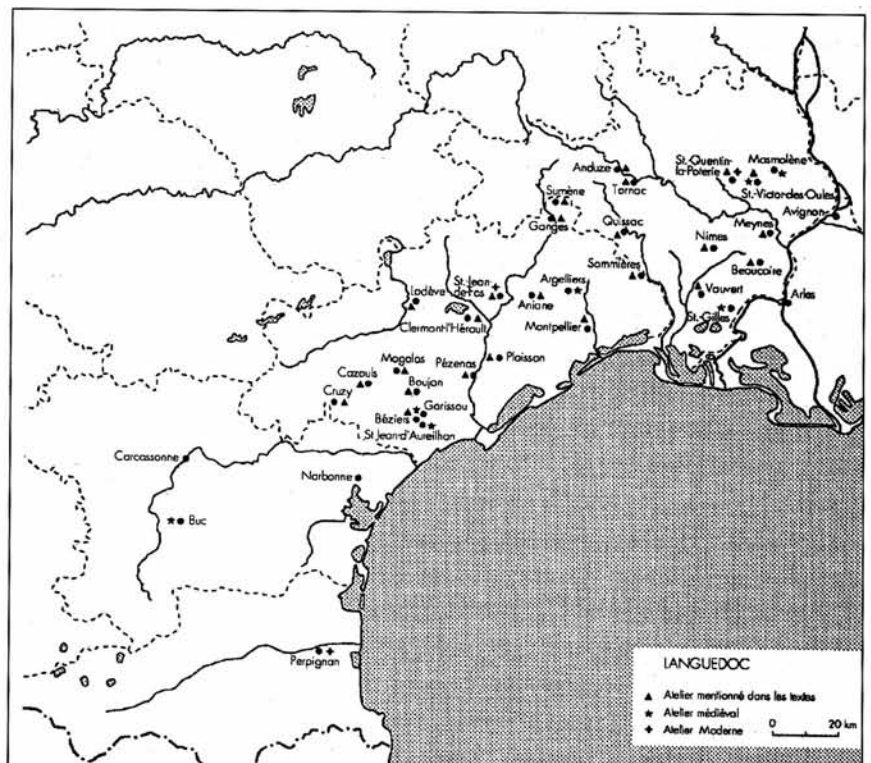 Anduze
St.-Quentin-
la-Poterie
Masmolène
Tornac
St.-Victor-des-Oules
Sumène
Avignon
Ganges
Quissac
Meynes
Nîmes
Sommières
Beaucaire
St.-Jean
de-Fos
Argelliers
Vauvert
Lodève
Aniane
Arles
Clermont-l'Hérault
Montpellier
St.-Gilles
Magalas
Pézenas
Plaissan
Cazouls
Boujan
Cruzy
Garissou
Béziers
St Jean-d'Aureilhan
Carcassonne
Narbonne
Buc
Perpignan
LANGUEDOC
Atelier mentionné dans les textes
Atelier médiéval
Atelier Moderne
0 20 km